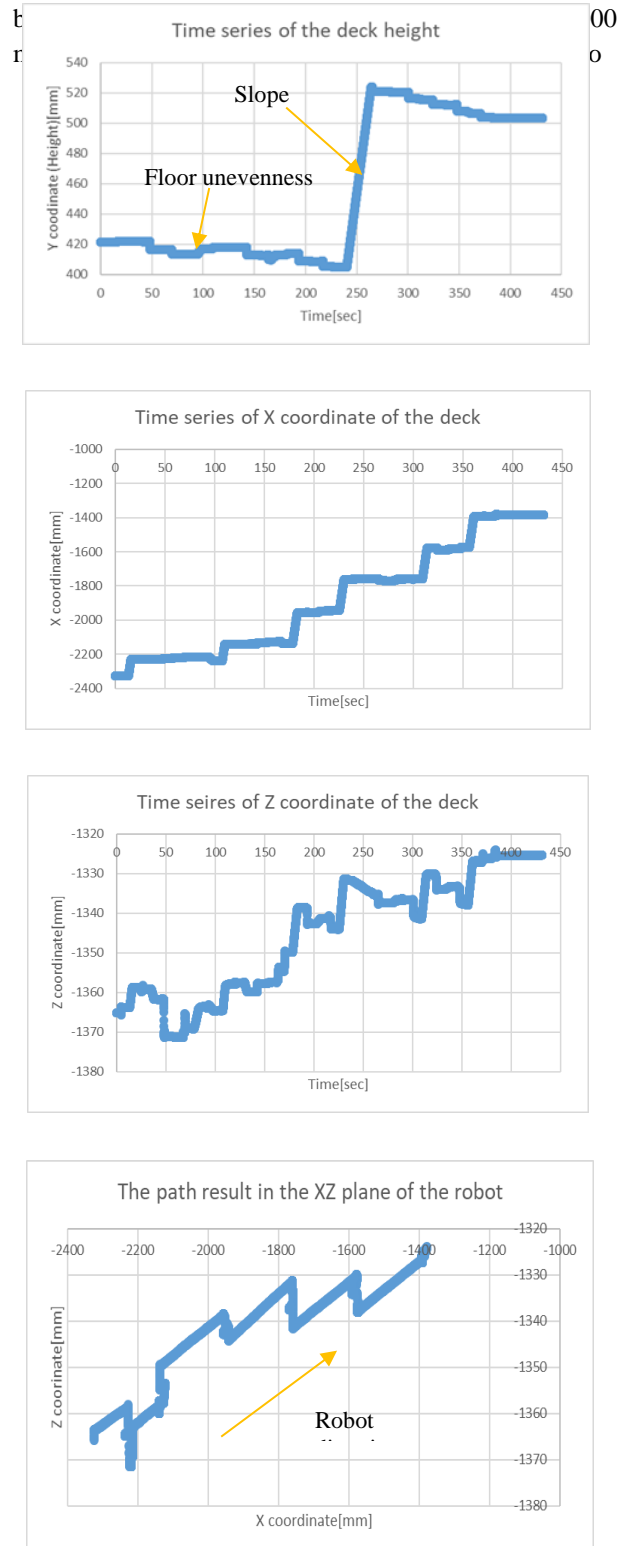 b 00
Time series of the deck height
o
540
520
500
480
460
440
420
400
Y coodinate (Height)[mm]
Slope
Floor unevenness
0 50 100 150 200 250 300 350 400 450
Time[sec]
Time series of X coordinate of the deck
-1000
0 50 100 150 200 250 300 350 400 450
-1200
-1400
-1600
-1800
-2000
-2200
-2400
X coordinate[mm]
Time[sec]
Time seires of Z coordinate of the deck
-1320
0 50 100 150 200 250 300 350 400 450
-1330
-1340
-1350
-1360
-1370
-1380
Z coordinate[mm]
Time[sec]
The path result in the XZ plane of the robot
-1320
-2400 -2200 -2000 -1800 -1600 -1400 -1200 -1000
-1330
-1340
-1350
-1360
-1370
-1380
Z coorinate[mm]
Robot
X coordinate[mm]